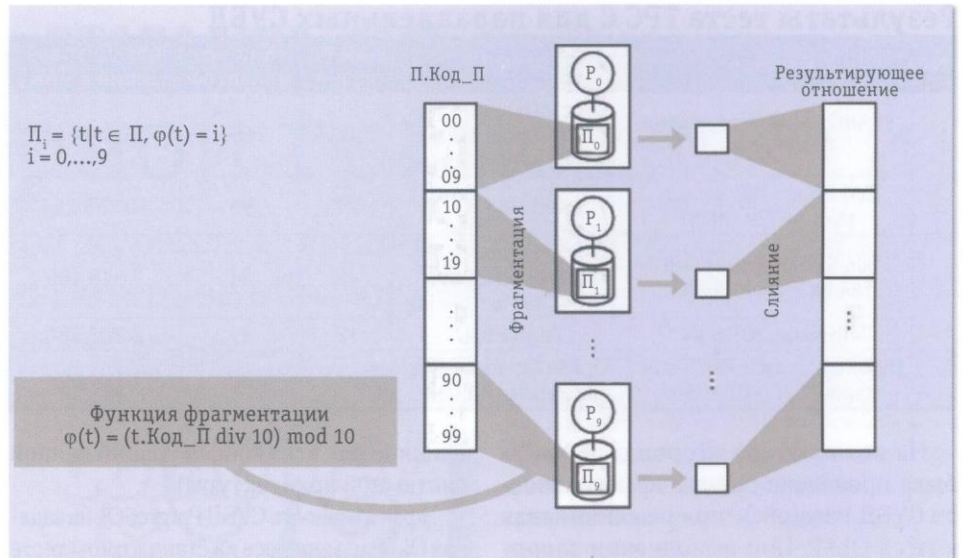 П.Код_П
Результирующее
отношение
Πᵢ = {t|t ∈ Π, φ(t) = i}
i = 0,...,9
00
.
.
09
10
.
.
19
.
.
.
90
.
.
99
P₀
Π₀
P₁
Π₁
...
P₉
Π₉
Фрагментация
Слияние
...
...
Функция фрагментации
φ(t) = (t.Код_П div 10) mod 10